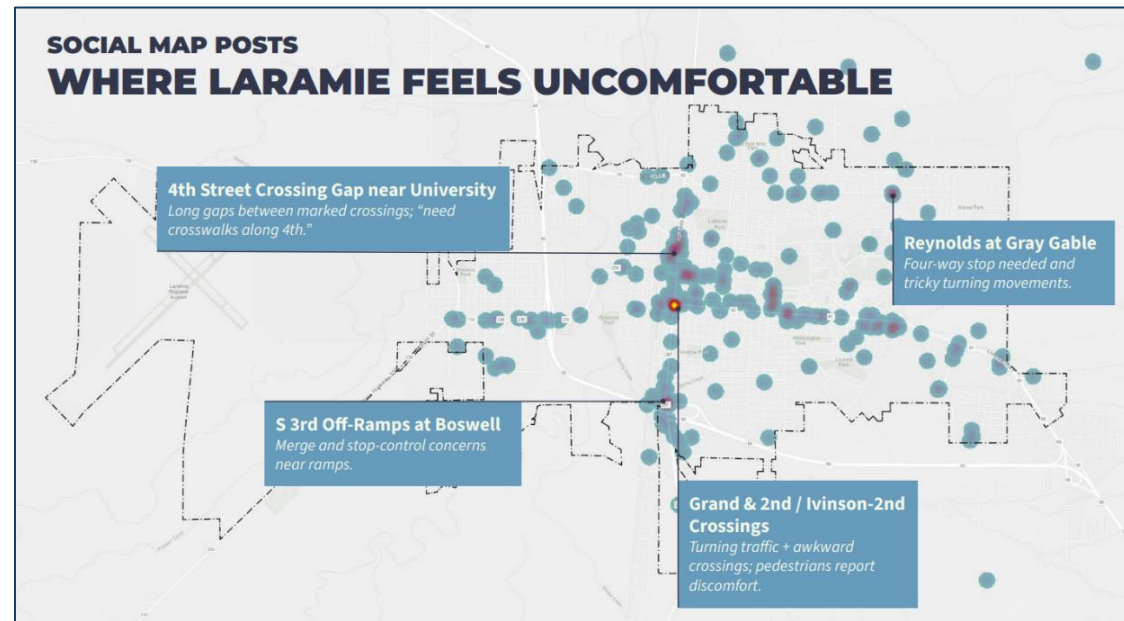 SOCIAL MAP POSTS
WHERE LARAMIE FEELS UNCOMFORTABLE
4th Street Crossing Gap near University
Long gaps between marked crossings; “need
crosswalks along 4th.”
Reynolds at Gray Gable
Four-way stop needed and
tricky turning movements.
S 3rd Off-Ramps at Boswell
Merge and stop-control concerns
near ramps.
Grand & 2nd / Ivinson-2nd
Crossings
Turning traffic + awkward
crossings; pedestrians report
discomfort.